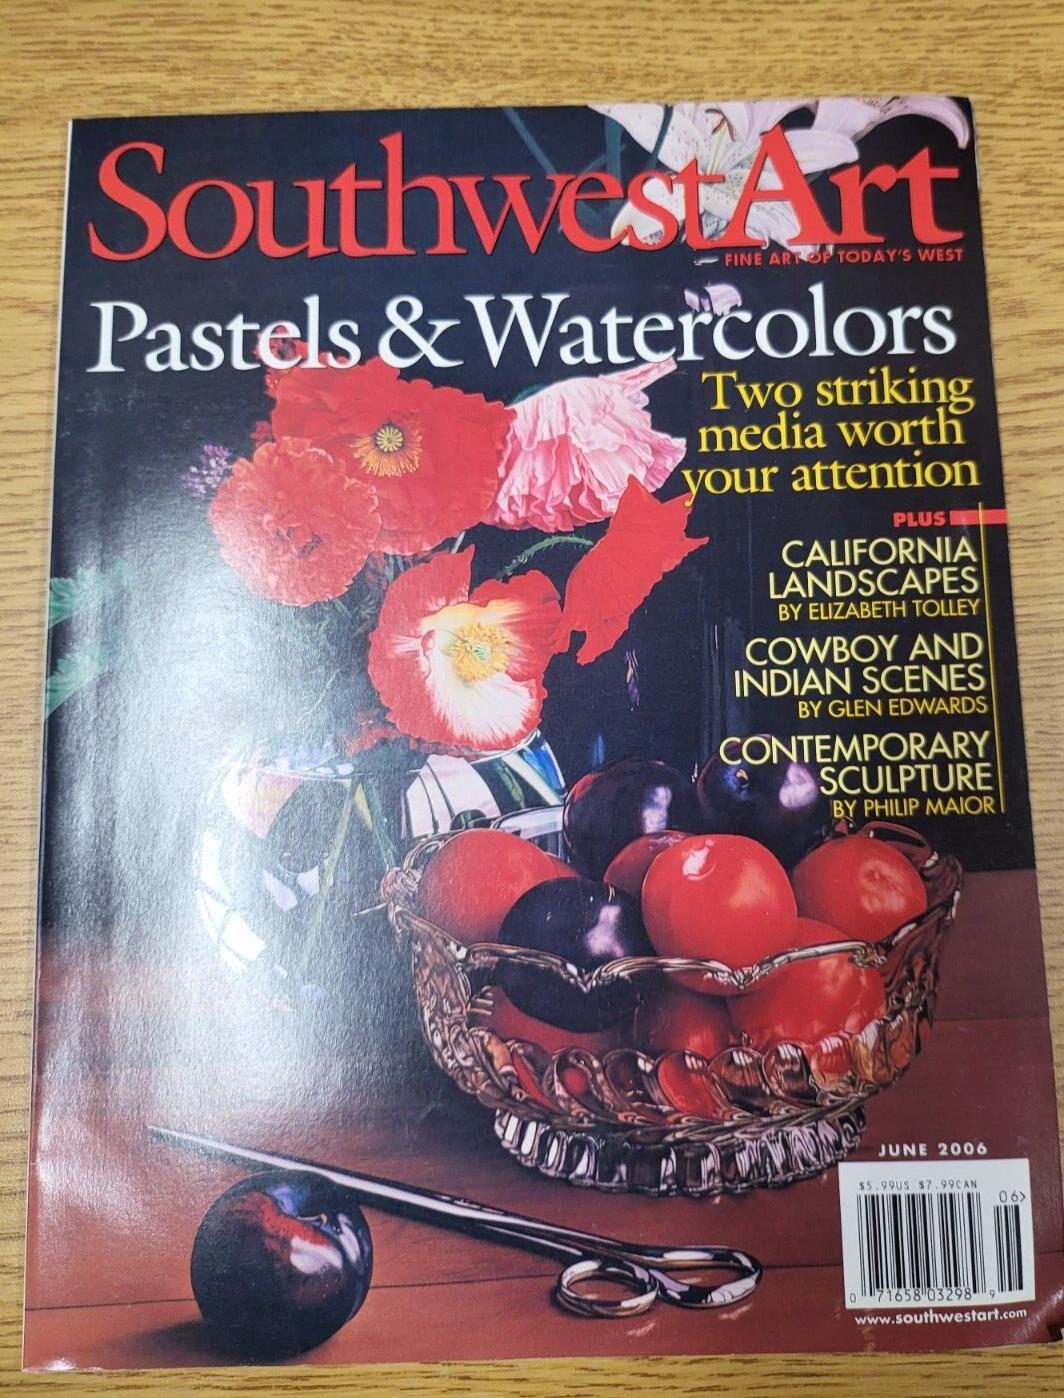 SouthwestArt
FINE ART OF TODAY'S WEST
Pastels & Watercolors
Two striking
media worth
your attention
PLUS
CALIFORNIA
LANDSCAPES
BY ELIZABETH TOLLEY
COWBOY AND
INDIAN SCENES
BY GLEN EDWARDS
CONTEMPORARY
SCULPTURE
BY PHILIP MAIOR
JUNE 2006
$5.99US $7.99CAN
06>
0 71658 03298 9
www.southwestart.com